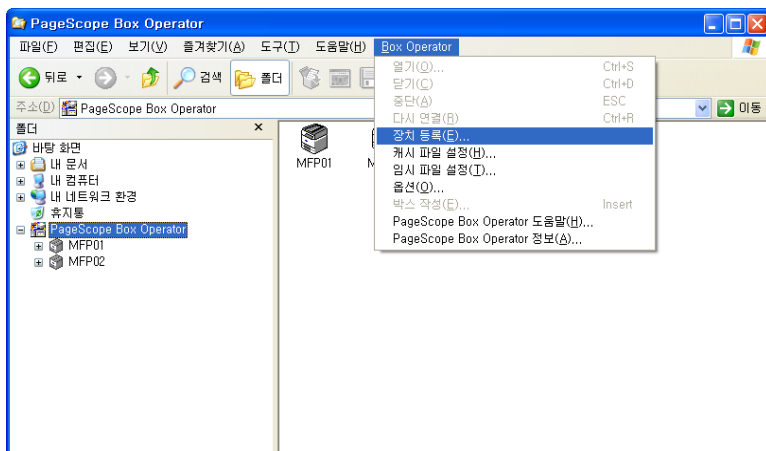 PageScope Box Operator
파일(F) 편집(E) 보기(V) 즐겨찾기(A) 도구(T) 도움말(H) Box Operator
뒤로 검색 폴더
주소(D) PageScope Box Operator 이동
폴더
바탕 화면
내 문서
내 컴퓨터
내 네트워크 환경
휴지통
PageScope Box Operator
MFP01
MFP02
MFP01
열기(O)... Ctrl+S
닫기(C) Ctrl+D
중단(A) ESC
다시 연결(R) Ctrl+R
장치 등록(E)...
캐시 파일 설정(H)...
임시 파일 설정(T)...
옵션(O)...
박스 작성(E)... Insert
PageScope Box Operator 도움말(H)...
PageScope Box Operator 정보(A)...